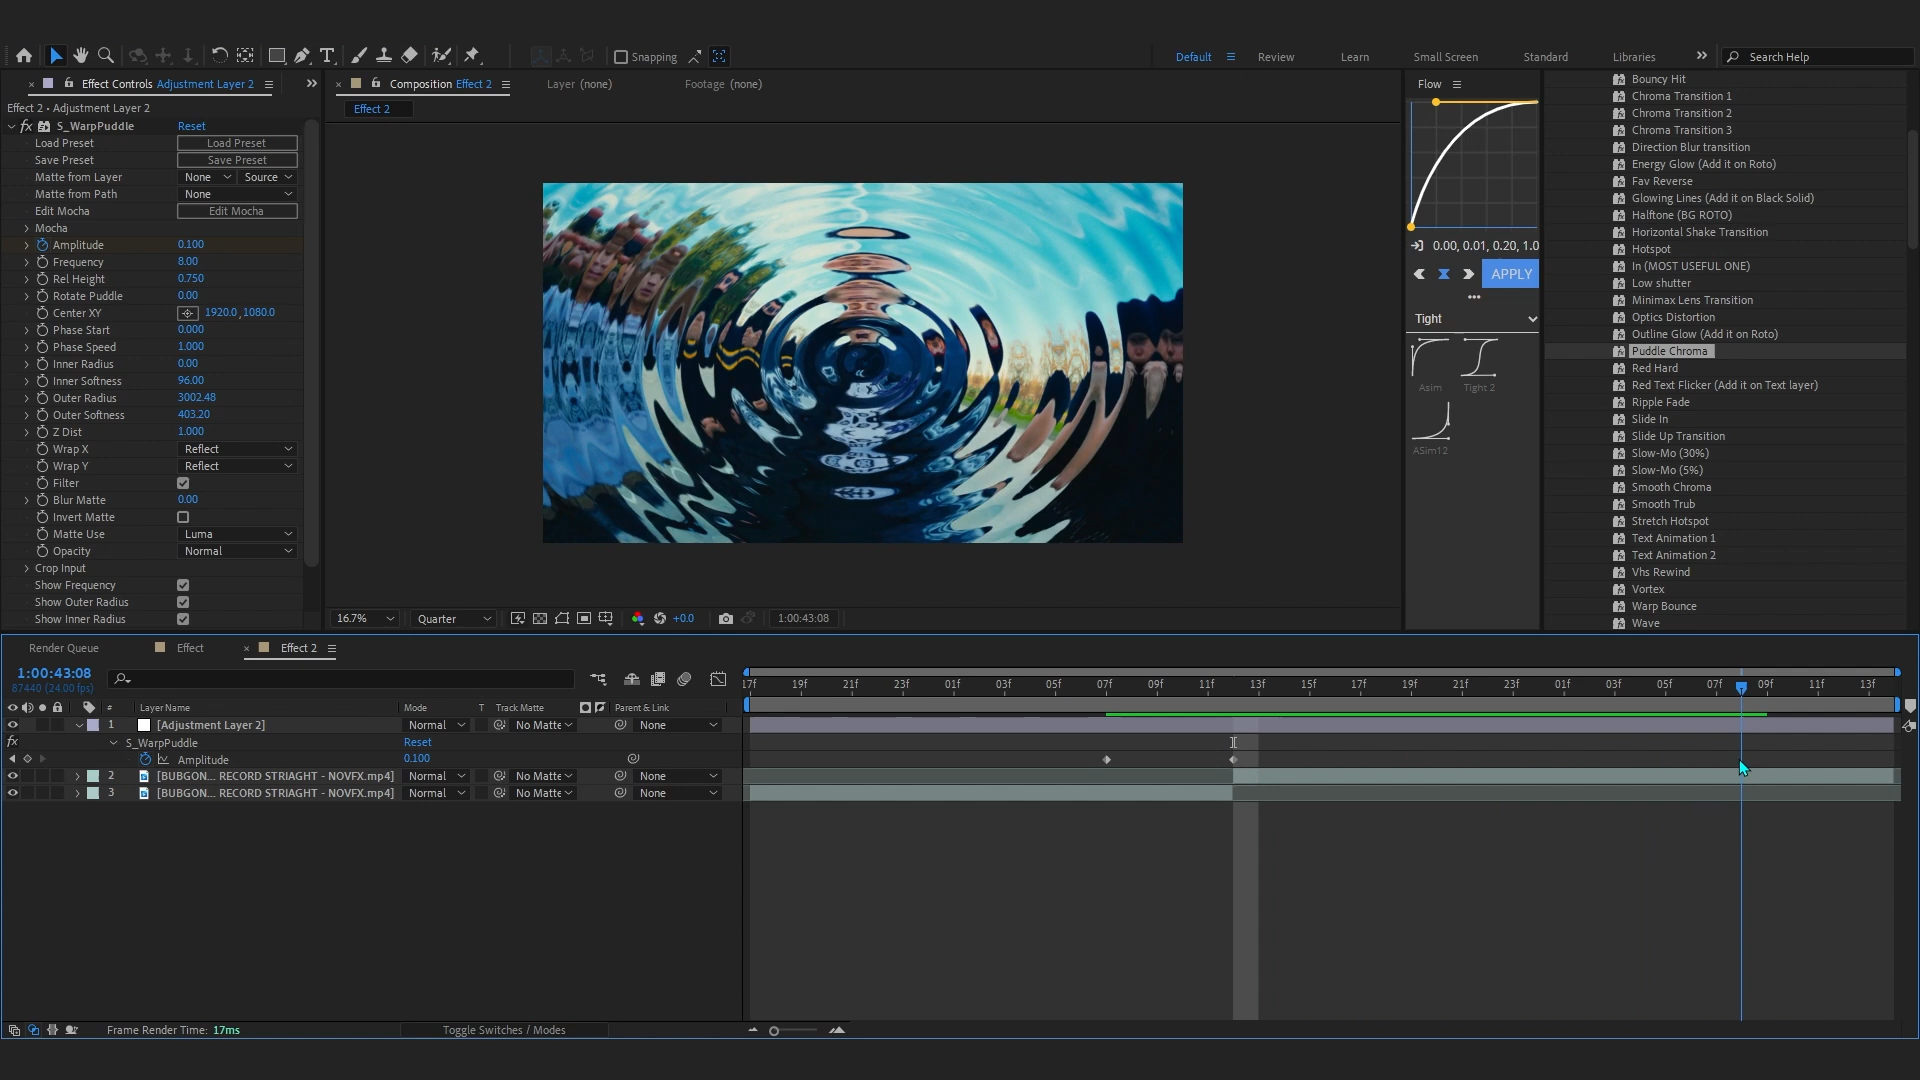 Snapping
Default
Review
Learn
Small Screen
Standard
Libraries
Search Help
Effect Controls Adjustment Layer 2
Composition Effect 2
Layer (none)
Footage (none)
Effect 2
Effect 2 • Adjustment Layer 2
fx S_WarpPuddle Reset
Load Preset Load Preset
Save Preset Save Preset
Matte from Layer None Source
Matte from Path None
Edit Mocha Edit Mocha
Mocha
Amplitude 0.100
Frequency 8.00
Rel Height 0.750
Rotate Puddle 0.00
Center XY 1920.0, 1080.0
Phase Start 0.000
Phase Speed 1.000
Inner Radius 0.00
Inner Softness 96.00
Outer Radius 3002.48
Outer Softness 403.20
Z Dist 1.000
Wrap X Reflect
Wrap Y Reflect
Filter
Blur Matte 0.00
Invert Matte
Matte Use Luma
Opacity Normal
Crop Input
Show Frequency
Show Outer Radius
Show Inner Radius
16.7% Quarter +0.0 1:00:43:08
Flow
0.00, 0.01, 0.20, 1.0
APPLY
Tight
Asim Tight 2
ASim12
Bouncy Hit
Chroma Transition 1
Chroma Transition 2
Chroma Transition 3
Direction Blur transition
Energy Glow (Add it on Roto)
Fav Reverse
Glowing Lines (Add it on Black Solid)
Halftone (BG ROTO)
Horizontal Shake Transition
Hotspot
In (MOST USEFUL ONE)
Low shutter
Minimax Lens Transition
Optics Distortion
Outline Glow (Add it on Roto)
Puddle Chroma
Red Hard
Red Text Flicker (Add it on Text layer)
Ripple Fade
Slide In
Slide Up Transition
Slow-Mo (30%)
Slow-Mo (5%)
Smooth Chroma
Smooth Trub
Stretch Hotspot
Text Animation 1
Text Animation 2
Vhs Rewind
Vortex
Warp Bounce
Wave
Render Queue Effect Effect 2
1:00:43:08
87440 (24.00 fps)
17f 19f 21f 23f 01f 03f 05f 07f 09f 11f 13f 15f 17f 19f 21f 23f 01f 03f 05f 07f 09f 11f 13f
# Layer Name Mode T Track Matte Parent & Link
1 [Adjustment Layer 2] Normal No Matte None
fx S_WarpPuddle Reset
Amplitude 0.100
2 [BUBGON... RECORD STRIAGHT - NOVFX.mp4] Normal No Matte None
3 [BUBGON... RECORD STRIAGHT - NOVFX.mp4] Normal No Matte None
Frame Render Time: 17ms
Toggle Switches / Modes